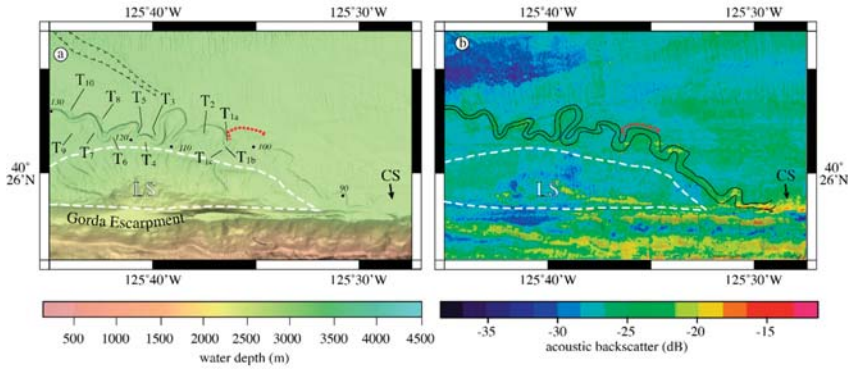 125˚40'W 125˚30'W
a
T10
T8
T5
T3
T2
T1a
130
120
110
100
T9
T7
T6
T4
T1c
T1b
40˚
26'N
LS
90
CS
Gorda Escarpment
125˚40'W 125˚30'W
500 1000 1500 2000 2500 3000 3500 4000 4500
water depth (m)
125˚40'W 125˚30'W
b
40˚
26'N
LS
CS
125˚40'W 125˚30'W
-35 -30 -25 -20 -15
acoustic backscatter (dB)